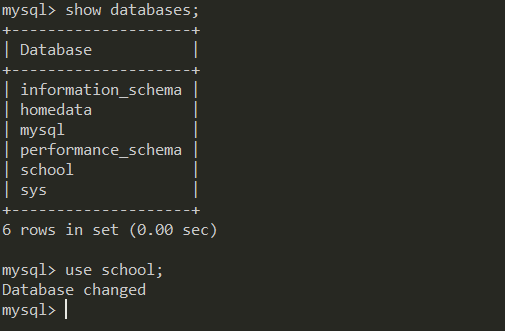 mysql> show databases;
+--------------------+
| Database           |
+--------------------+
| information_schema |
| homedata           |
| mysql              |
| performance_schema |
| school             |
| sys                |
+--------------------+
6 rows in set (0.00 sec)
mysql> use school;
Database changed
mysql>